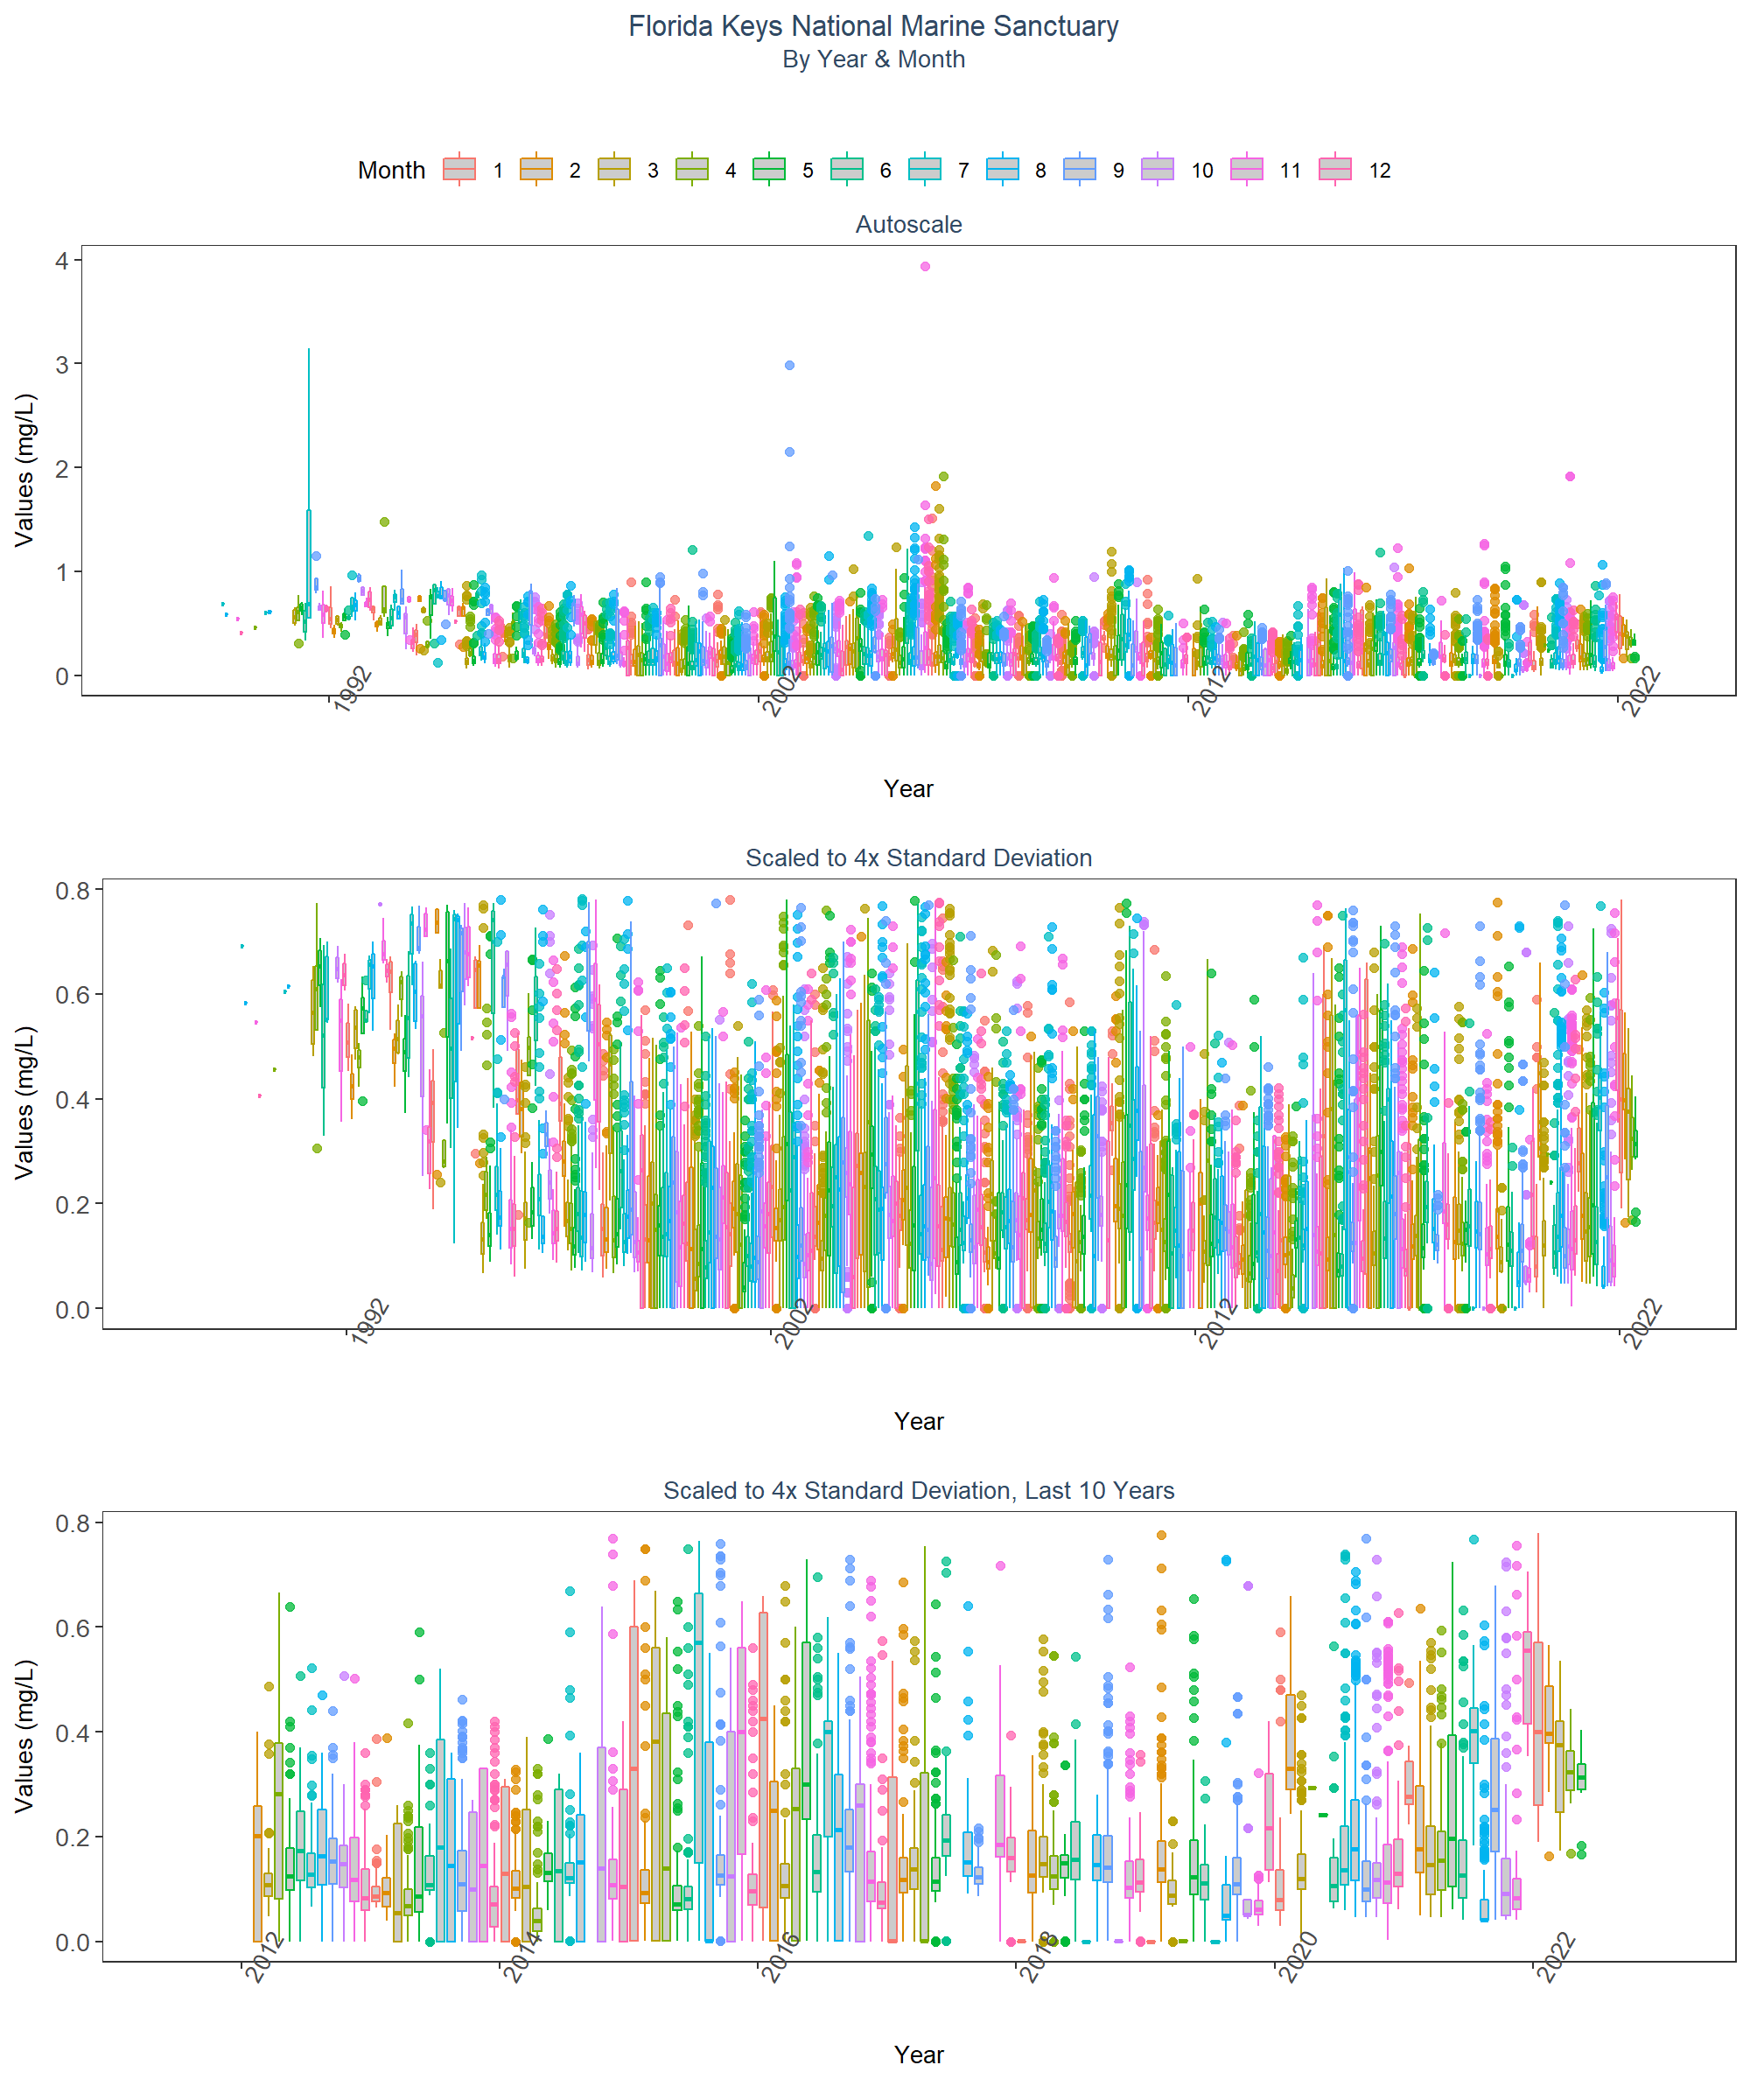 Florida Keys National Marine Sanctuary
By Year & Month
Month 1 2 3 4 5 6 7 8 9 10 11 12
Autoscale
Values (mg/L)
4
3
2
1
0
1992 2002 2012 2022
Year
Scaled to 4x Standard Deviation
Values (mg/L)
0.8
0.6
0.4
0.2
0.0
1992 2002 2012 2022
Year
Scaled to 4x Standard Deviation, Last 10 Years
Values (mg/L)
0.8
0.6
0.4
0.2
0.0
2012 2014 2016 2018 2020 2022
Year